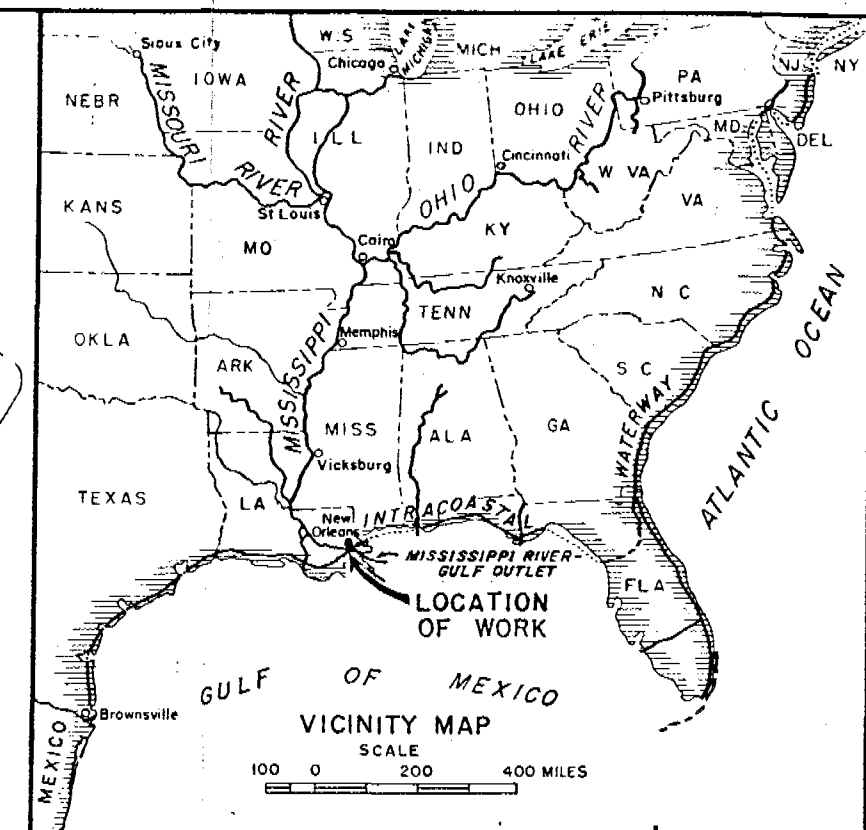 W.S
LAKE MICHIGAN
MICH
LAKE ERIE
NJ
NY
Sioux City
Chicago
IOWA
PA
NEBR
MISSOURI RIVER
RIVER
ILL
IND
OHIO
OHIO RIVER
Pittsburg
MD
DEL
Cincinnati
W VA
VA
KANS
St Louis
MO
Cairo
KY
Knoxville
N C
TENN
OKLA
ARK
MISSISSIPPI
Memphis
S C
ATLANTIC OCEAN
MISS
ALA
GA
WATERWAY
Vicksburg
TEXAS
LA
New
Orleans
INTRACOASTAL
MISSISSIPPI RIVER-
GULF OUTLET
FLA
LOCATION
OF WORK
GULF OF MEXICO
Brownsville
MEXICO
VICINITY MAP
SCALE
100 0 200 400 MILES